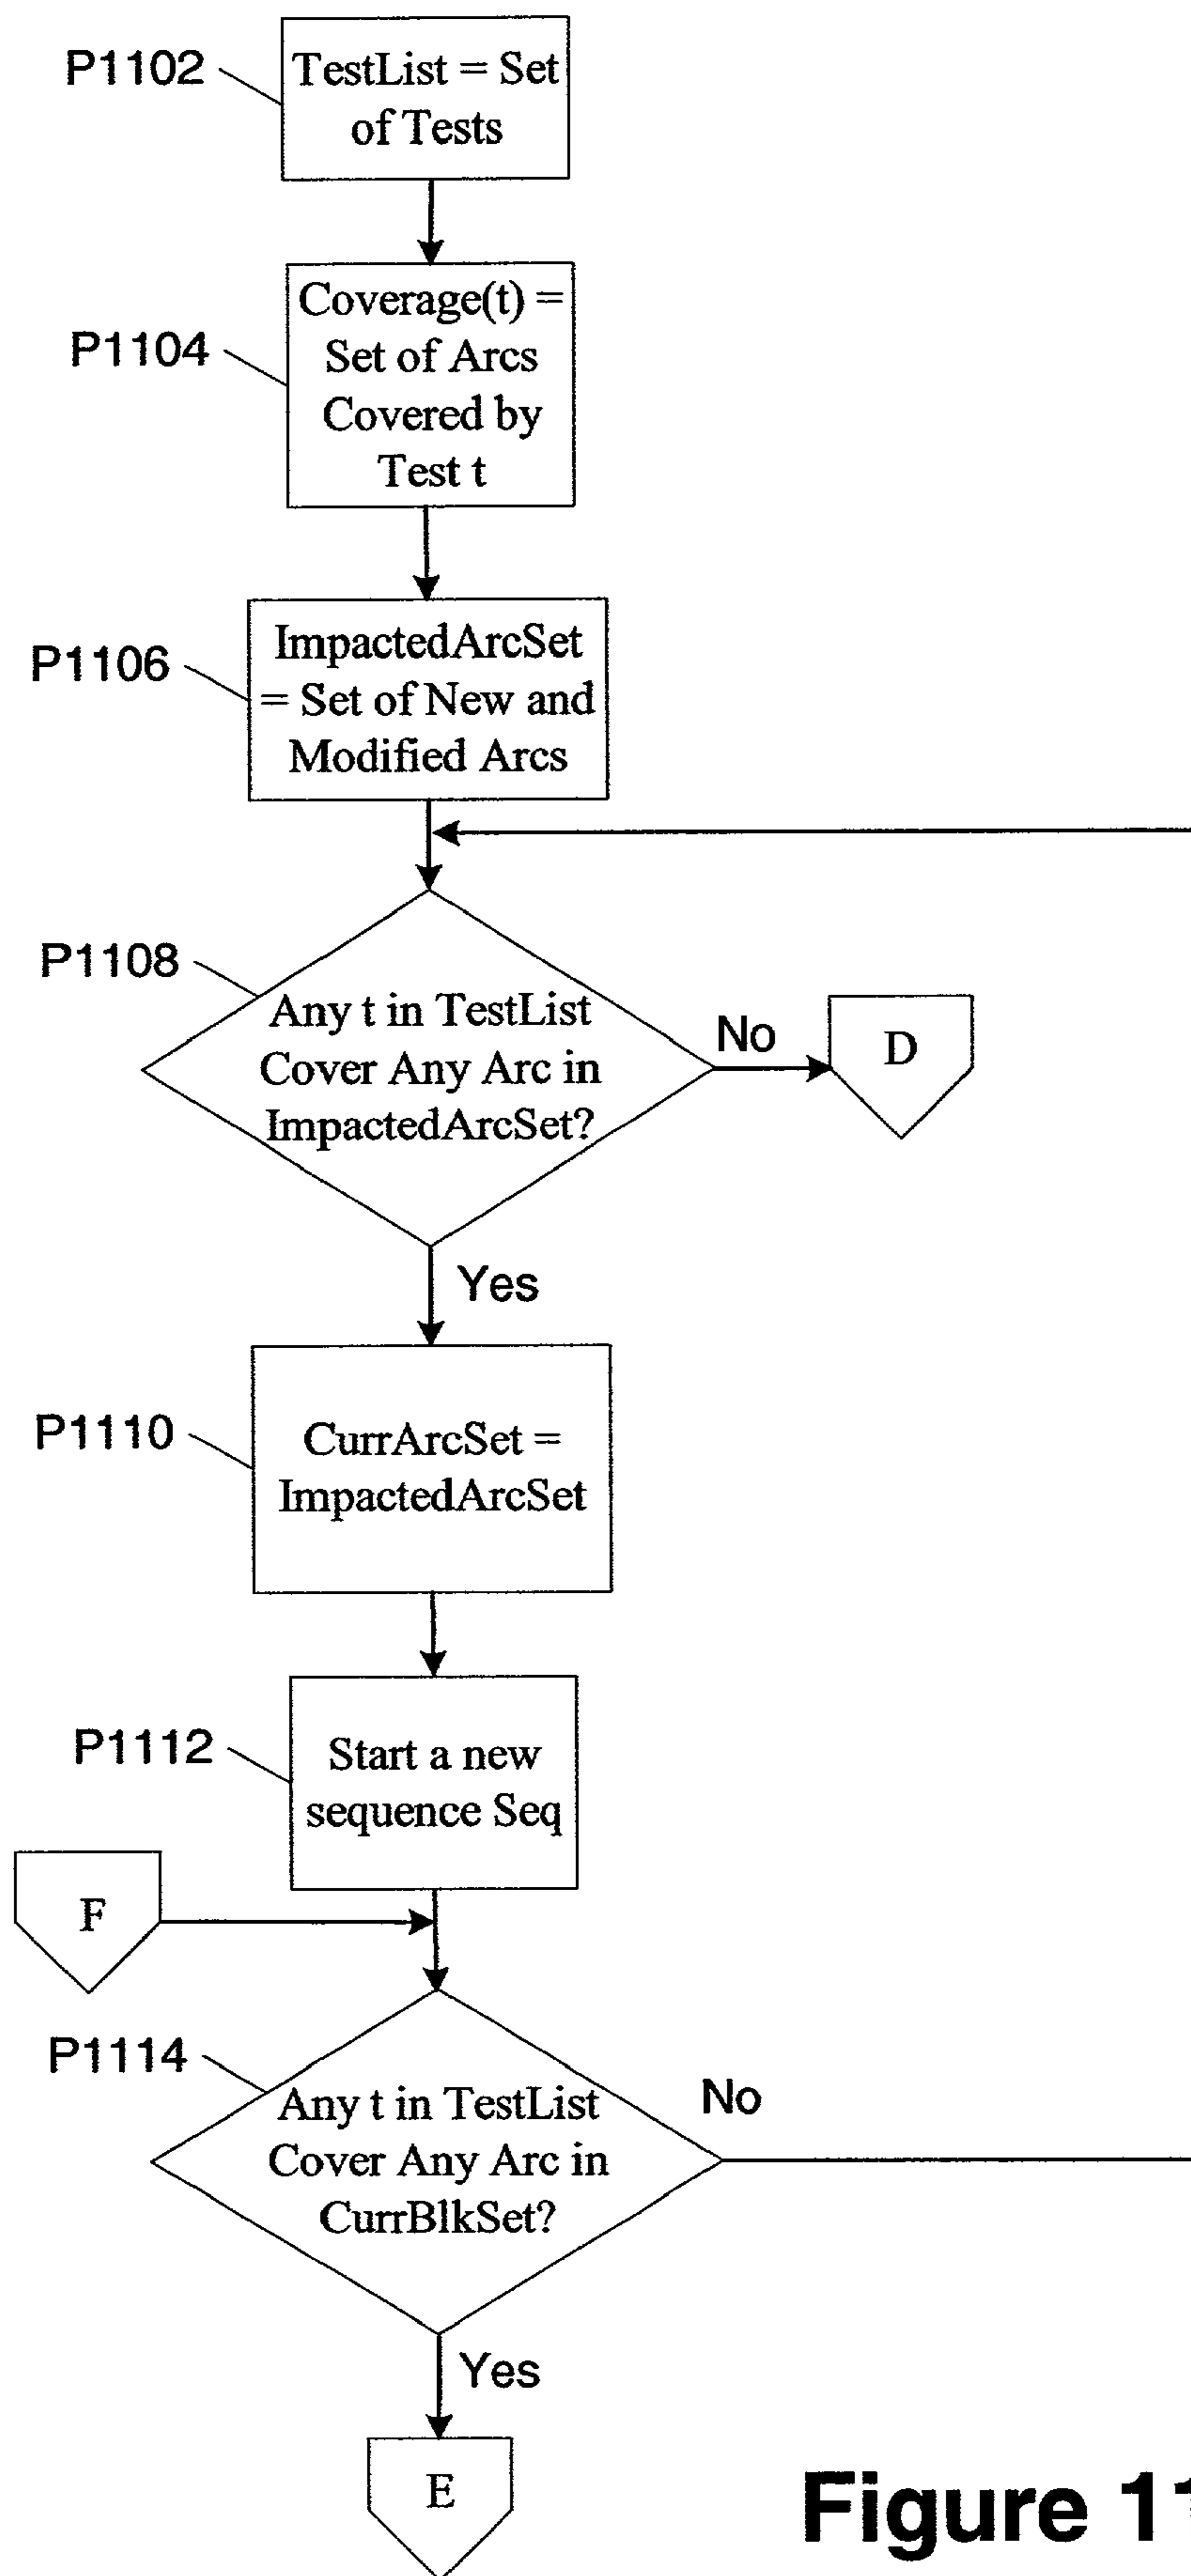 P1102
TestList = Set
of Tests
P1104
Coverage(t) =
Set of Arcs
Covered by
Test t
P1106
ImpactedArcSet
= Set of New and
Modified Arcs
P1108
Any t in TestList
Cover Any Arc in
ImpactedArcSet?
No
D
Yes
P1110
CurrArcSet =
ImpactedArcSet
P1112
Start a new
sequence Seq
F
P1114
Any t in TestList
Cover Any Arc in
CurrBlkSet?
No
Yes
E
Figure 11